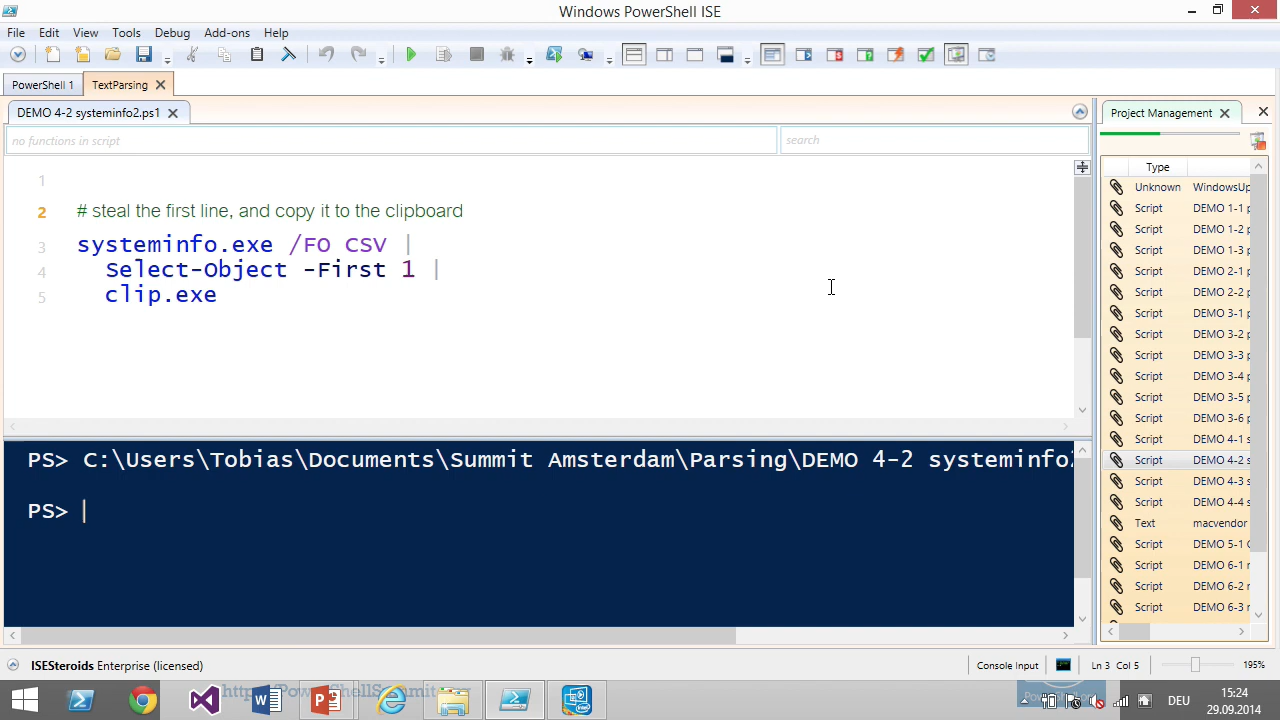 Windows PowerShell ISE
File Edit View Tools Debug Add-ons Help
PowerShell 1
TextParsing
DEMO 4-2 systeminfo2.ps1
no functions in script
search
1
2 # steal the first line, and copy it to the clipboard
3 systeminfo.exe /FO CSV |
4 Select-Object -First 1 |
5 clip.exe
PS> C:\Users\Tobias\Documents\Summit Amsterdam\Parsing\DEMO 4-2 systeminfo2
PS>
Project Management
Type
Unknown WindowsUp
Script DEMO 1-1 p
Script DEMO 1-2
Script DEMO 1-3
Script DEMO 2-1
Script DEMO 2-2
Script DEMO 3-1
Script DEMO 3-2
Script DEMO 3-3
Script DEMO 3-4
Script DEMO 3-5
Script DEMO 3-6
Script DEMO 4-1 s
Script DEMO 4-2 s
Script DEMO 4-3 s
Script DEMO 4-4 s
Text macvendor
Script DEMO 5-1
Script DEMO 6-1
Script DEMO 6-2
Script DEMO 6-3
ISESteroids Enterprise (licensed)
Console Input
Ln 3 Col 5
195%
DEU
15:24
29.09.2014